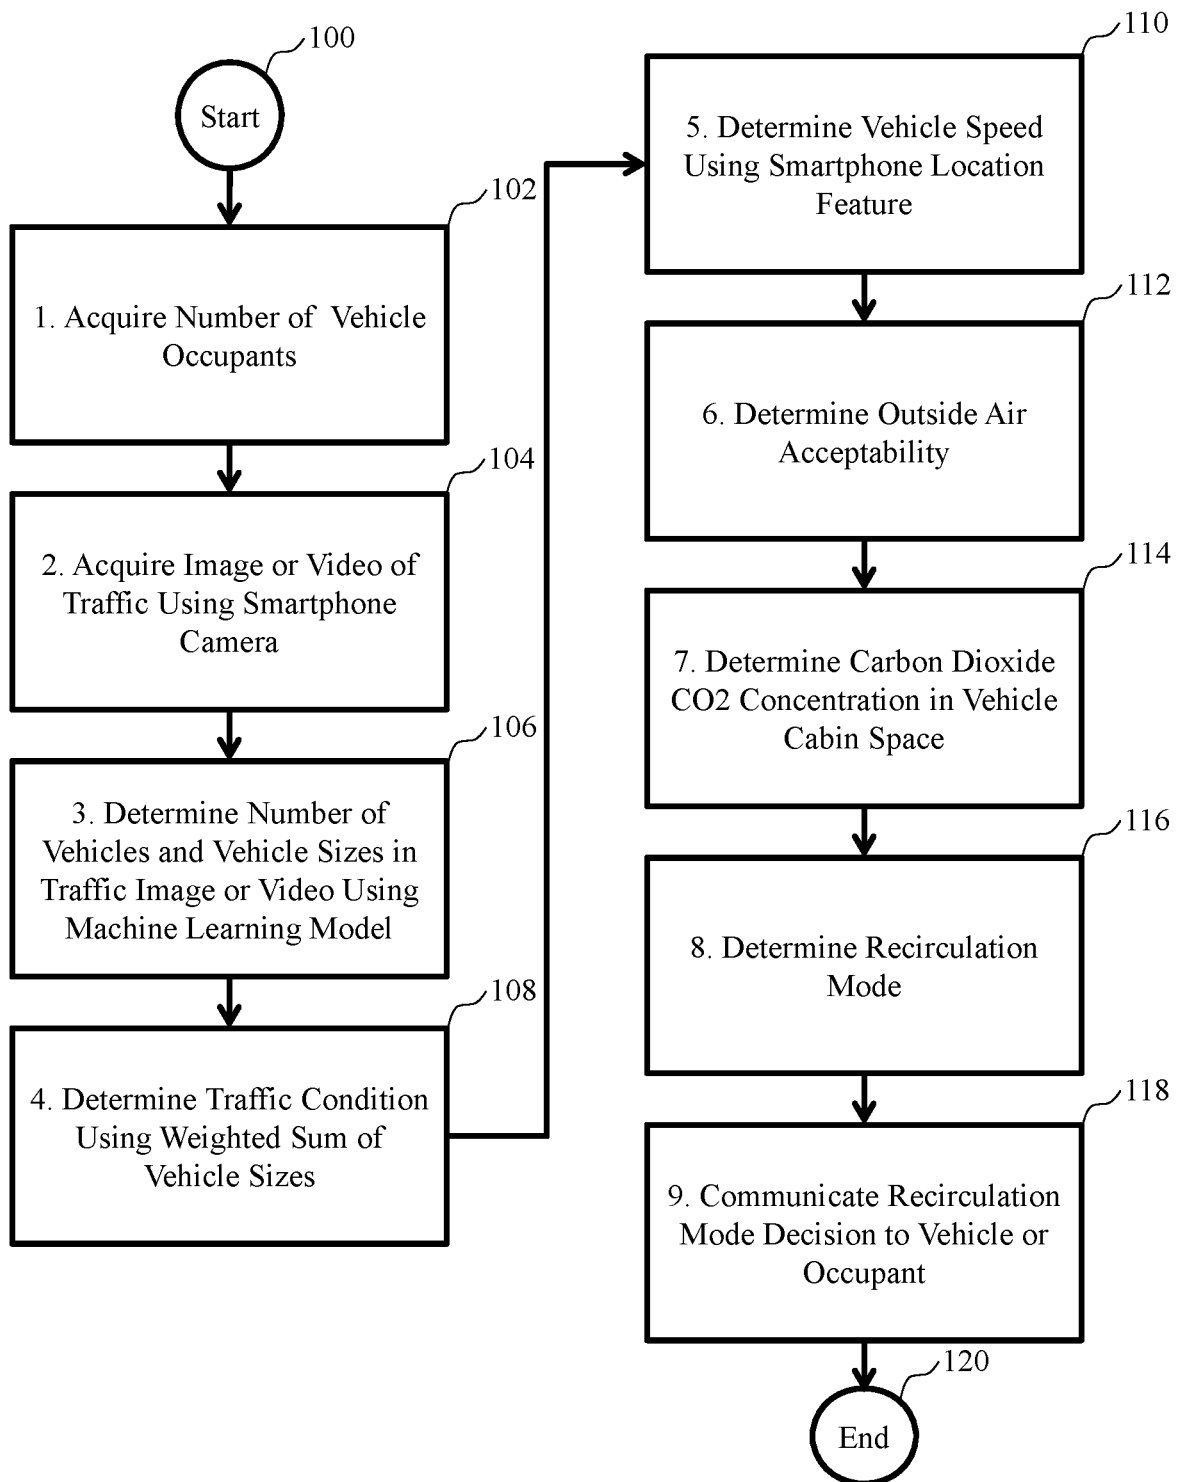 100
Start
102
1. Acquire Number of Vehicle
Occupants
104
2. Acquire Image or Video of
Traffic Using Smartphone
Camera
106
3. Determine Number of
Vehicles and Vehicle Sizes in
Traffic Image or Video Using
Machine Learning Model
108
4. Determine Traffic Condition
Using Weighted Sum of
Vehicle Sizes
110
5. Determine Vehicle Speed
Using Smartphone Location
Feature
112
6. Determine Outside Air
Acceptability
114
7. Determine Carbon Dioxide
CO2 Concentration in Vehicle
Cabin Space
116
8. Determine Recirculation
Mode
118
9. Communicate Recirculation
Mode Decision to Vehicle or
Occupant
120
End